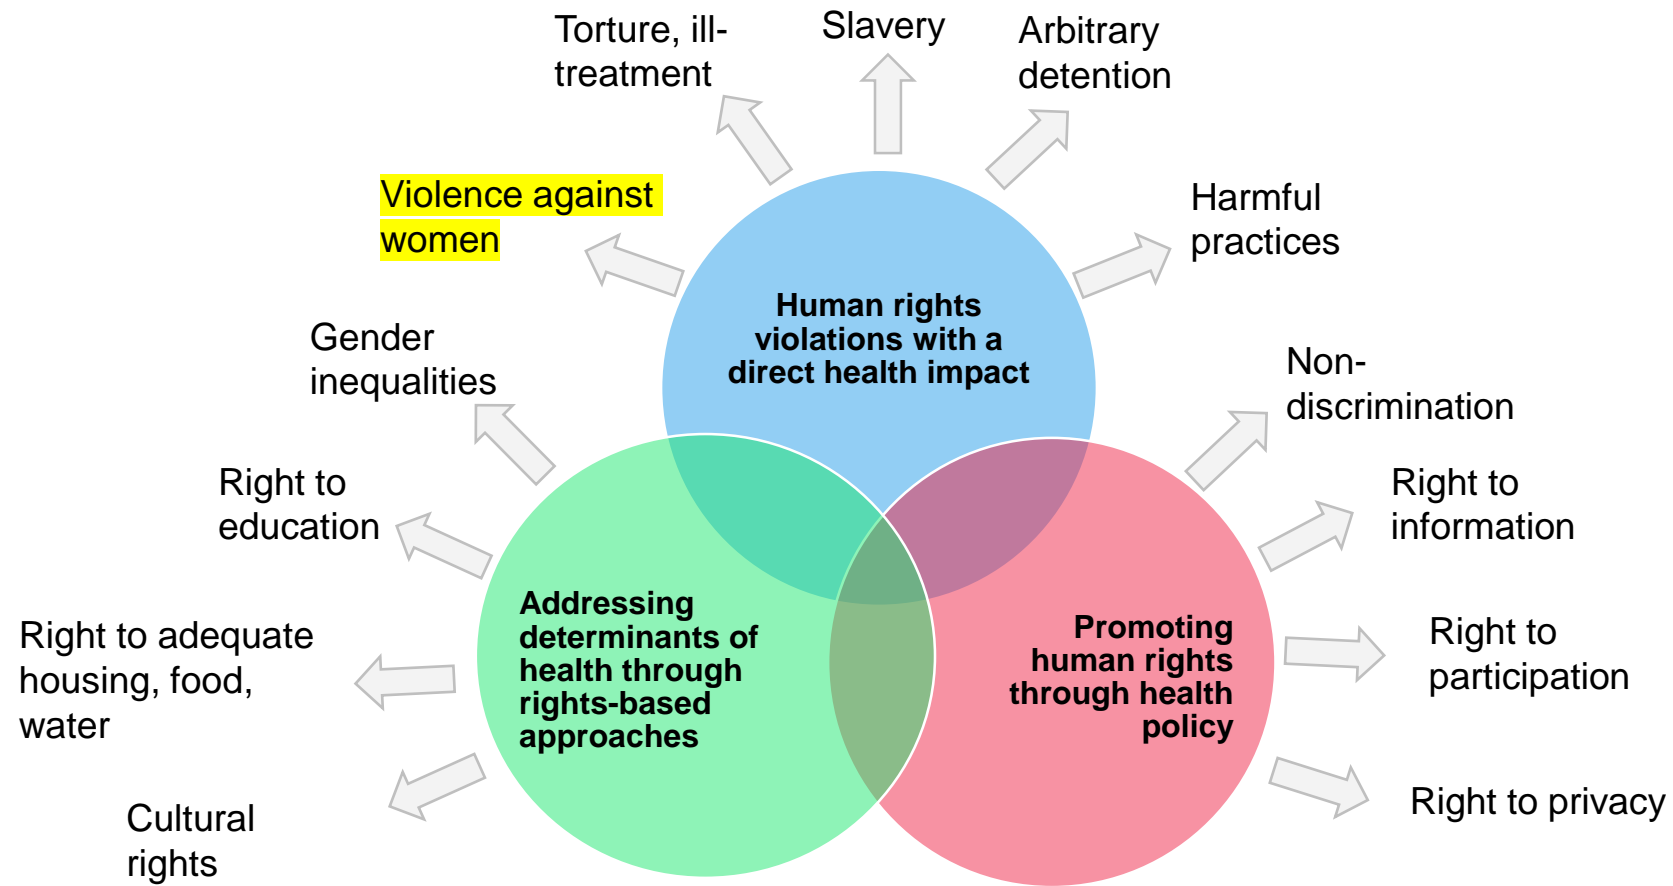 Torture, ill-
treatment
Slavery
Arbitrary
detention
Violence against
women
Harmful
practices
Human rights
violations with a
direct health impact
Gender
inequalities
Non-
discrimination
Right to
education
Right to
information
Addressing
determinants of
health through
rights-based
approaches
Promoting
human rights
through health
policy
Right to adequate
housing, food,
water
Right to
participation
Cultural
rights
Right to privacy